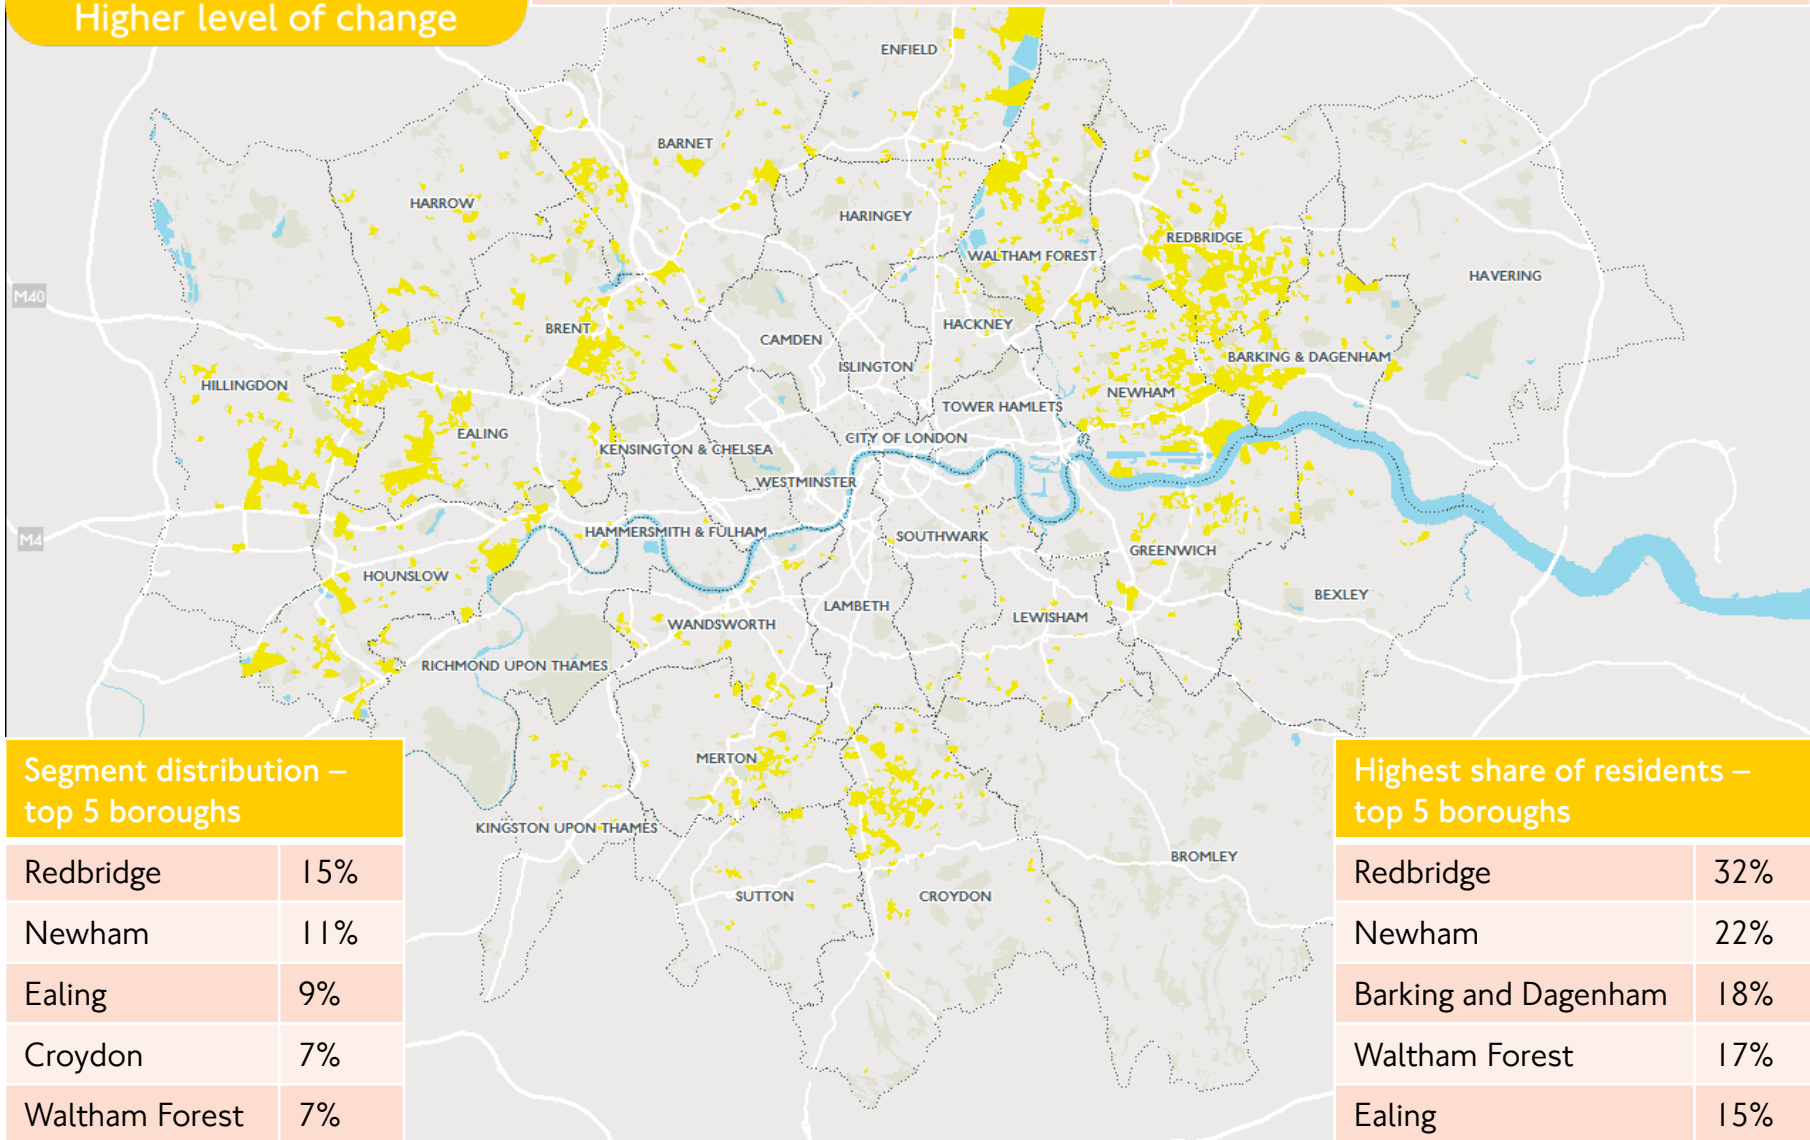 Higher level of change
ENFIELD
BARNET
HARROW
HARINGEY
REDBRIDGE
WALTHAM FOREST
HAVERING
M40
BRENT
HACKNEY
CAMDEN
BARKING & DAGENHAM
ISLINGTON
HILLINGDON
NEWHAM
TOWER HAMLETS
EALING
CITY OF LONDON
KENSINGTON & CHELSEA
WESTMINSTER
M4
HAMMERSMITH & FULHAM
SOUTHWARK
GREENWICH
HOUNSLOW
BEXLEY
LAMBETH
LEWISHAM
WANDSWORTH
RICHMOND UPON THAMES
MERTON
KINGSTON UPON THAMES
BROMLEY
SUTTON
CROYDON
Segment distribution –
top 5 boroughs
Redbridge 15%
Newham 11%
Ealing 9%
Croydon 7%
Waltham Forest 7%
Highest share of residents –
top 5 boroughs
Redbridge 32%
Newham 22%
Barking and Dagenham 18%
Waltham Forest 17%
Ealing 15%